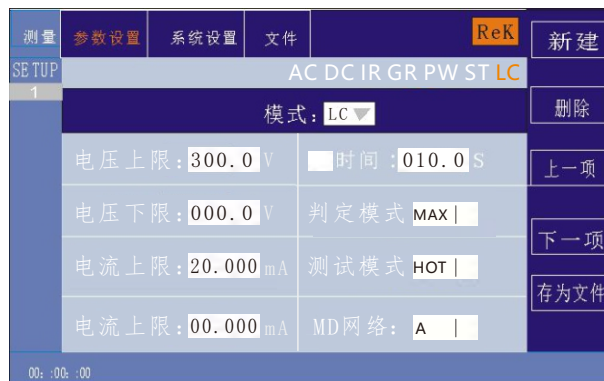 测量 参数设置 系统设置 文件 ReK 新建
SETUP AC DC IR GR PW ST LC
1
模式: LC 删除
电压上限: 300.0 V 时间: 010.0 S 上一项
电压下限: 000.0 V 判定模式 MAX |
下一项
电流上限: 20.000 mA 测试模式 HOT |
存为文件
电流上限: 00.000 mA MD网络: A |
00: :00: :00